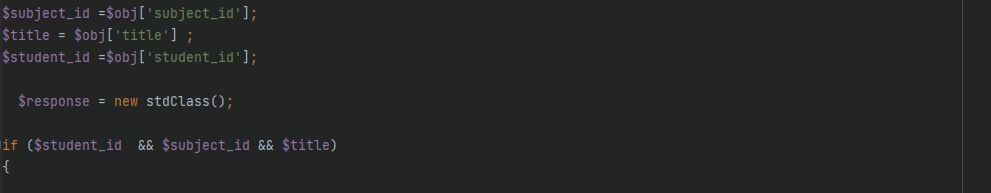 $subject_id =$obj['subject_id'];
$title = $obj['title'] ;
$student_id =$obj['student_id'];
$response = new stdClass();
if ($student_id  && $subject_id && $title)
{